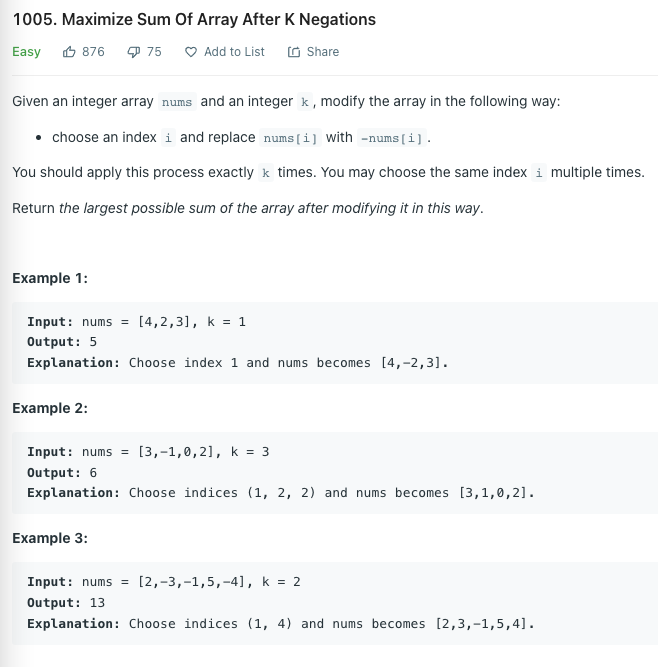 1005. Maximize Sum Of Array After K Negations
Easy 876 75 Add to List Share
Given an integer array nums and an integer k, modify the array in the following way:
• choose an index i and replace nums[i] with -nums[i].
You should apply this process exactly k times. You may choose the same index i multiple times.
Return the largest possible sum of the array after modifying it in this way.
Example 1:
Input: nums = [4,2,3], k = 1
Output: 5
Explanation: Choose index 1 and nums becomes [4,-2,3].
Example 2:
Input: nums = [3,-1,0,2], k = 3
Output: 6
Explanation: Choose indices (1, 2, 2) and nums becomes [3,1,0,2].
Example 3:
Input: nums = [2,-3,-1,5,-4], k = 2
Output: 13
Explanation: Choose indices (1, 4) and nums becomes [2,3,-1,5,4].